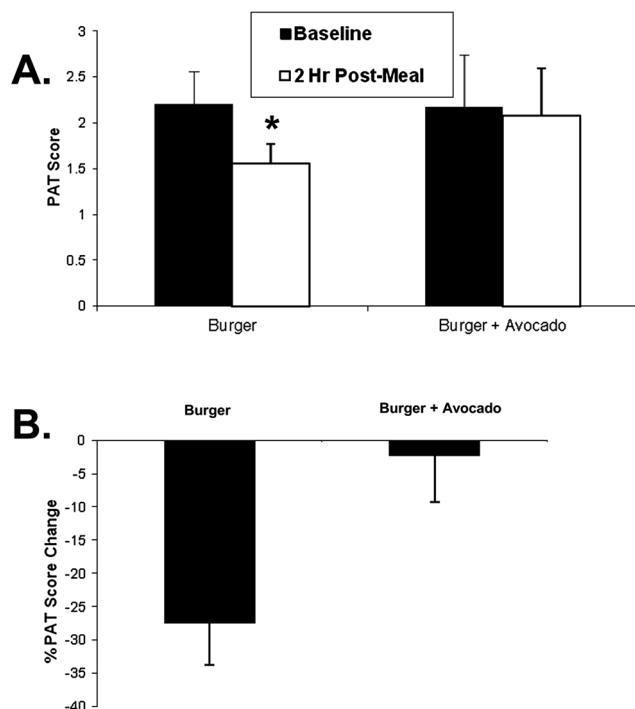 A.
Baseline
2 Hr Post-Meal
PAT Score
3
2.5
2
1.5
1
0.5
0
*
Burger
Burger + Avocado
B.
Burger
Burger + Avocado
%PAT Score Change
0
-5
-10
-15
-20
-25
-30
-35
-40